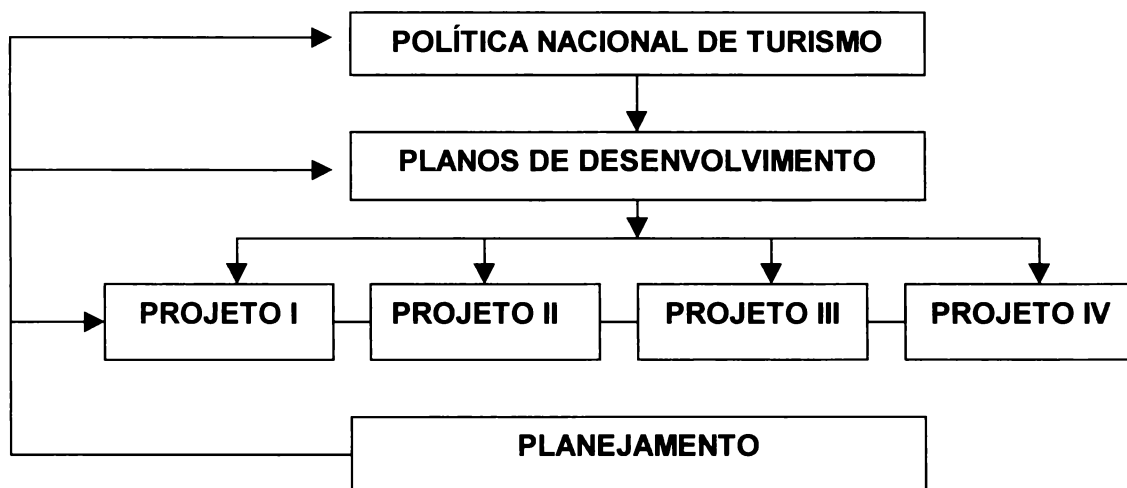 POLÍTICA NACIONAL DE TURISMO
PLANOS DE DESENVOLVIMENTO
PROJETO I
PROJETO II
PROJETO III
PROJETO IV
PLANEJAMENTO